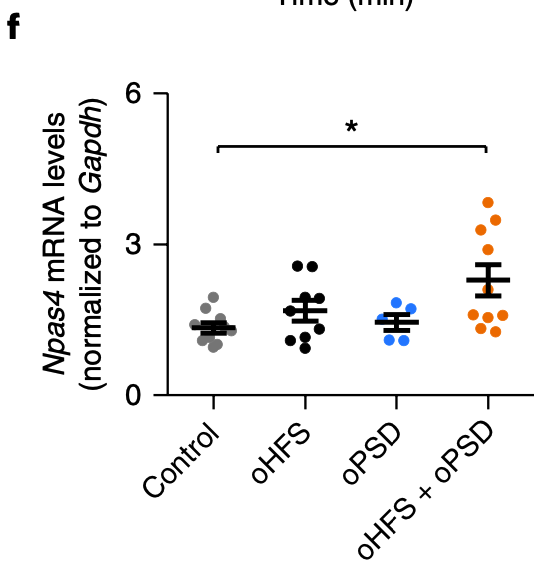 Time (min)
f
Npas4 mRNA levels
(normalized to Gapdh)
6
*
3
0
Control
oHFS
oPSD
oHFS + oPSD